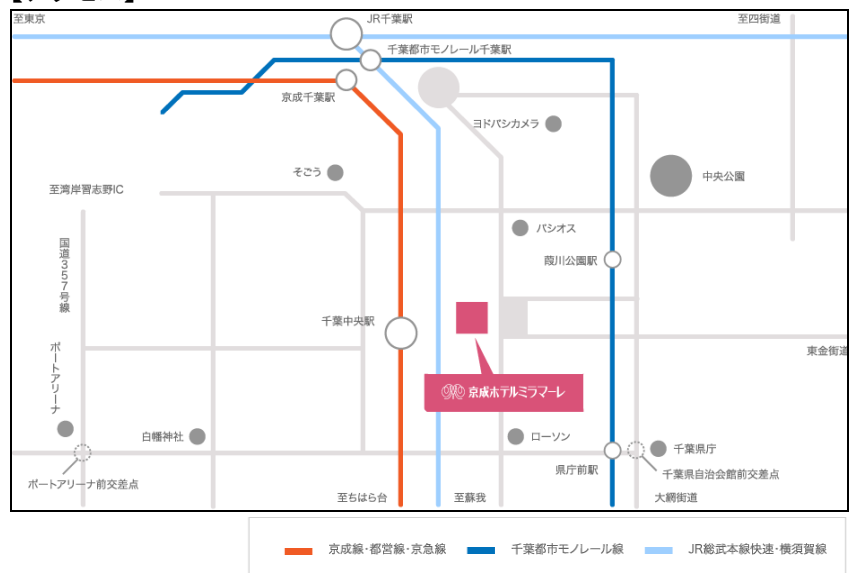 【アクセス】
至東京
JR千葉駅
至四街道
千葉都市モノレール千葉駅
京成千葉駅
ヨドバシカメラ
そごう
中央公園
至湾岸習志野IC
パシオス
国道357号線
葭川公園駅
千葉中央駅
東金街道
ポートアリーナ
京成ホテルミラマーレ
白幡神社
ローソン
千葉県庁
県庁前駅
千葉県自治会館前交差点
ポートアリーナ前交差点
至ちはら台
至蘇我
大網街道
京成線・都営線・京急線
千葉都市モノレール線
JR総武本線快速・横須賀線